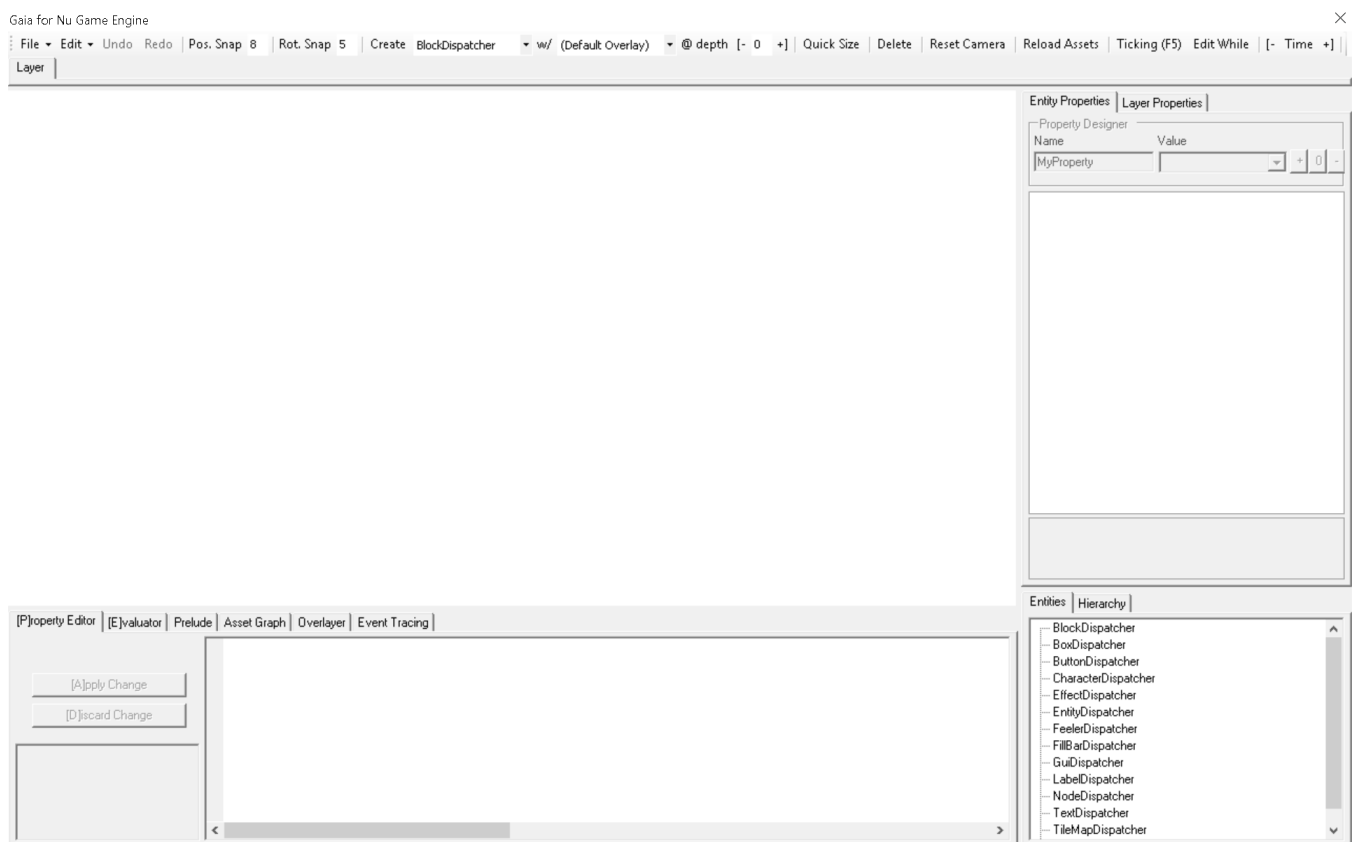 Gaia for Nu Game Engine
File Edit Undo Redo Pos. Snap 8 Rot. Snap 5 Create BlockDispatcher w/ (Default Overlay) @ depth [- 0 +] Quick Size Delete Reset Camera Reload Assets Ticking (F5) Edit While [- Time +]
Layer
Entity Properties Layer Properties
Property Designer
Name Value
MyProperty + 0 -
[P]roperty Editor [E]valuator Prelude Asset Graph Overlayer Event Tracing
[A]pply Change
[D]iscard Change
Entities Hierarchy
BlockDispatcher
BoxDispatcher
ButtonDispatcher
CharacterDispatcher
EffectDispatcher
EntityDispatcher
FeelerDispatcher
FillBarDispatcher
GuiDispatcher
LabelDispatcher
NodeDispatcher
TextDispatcher
TileMapDispatcher